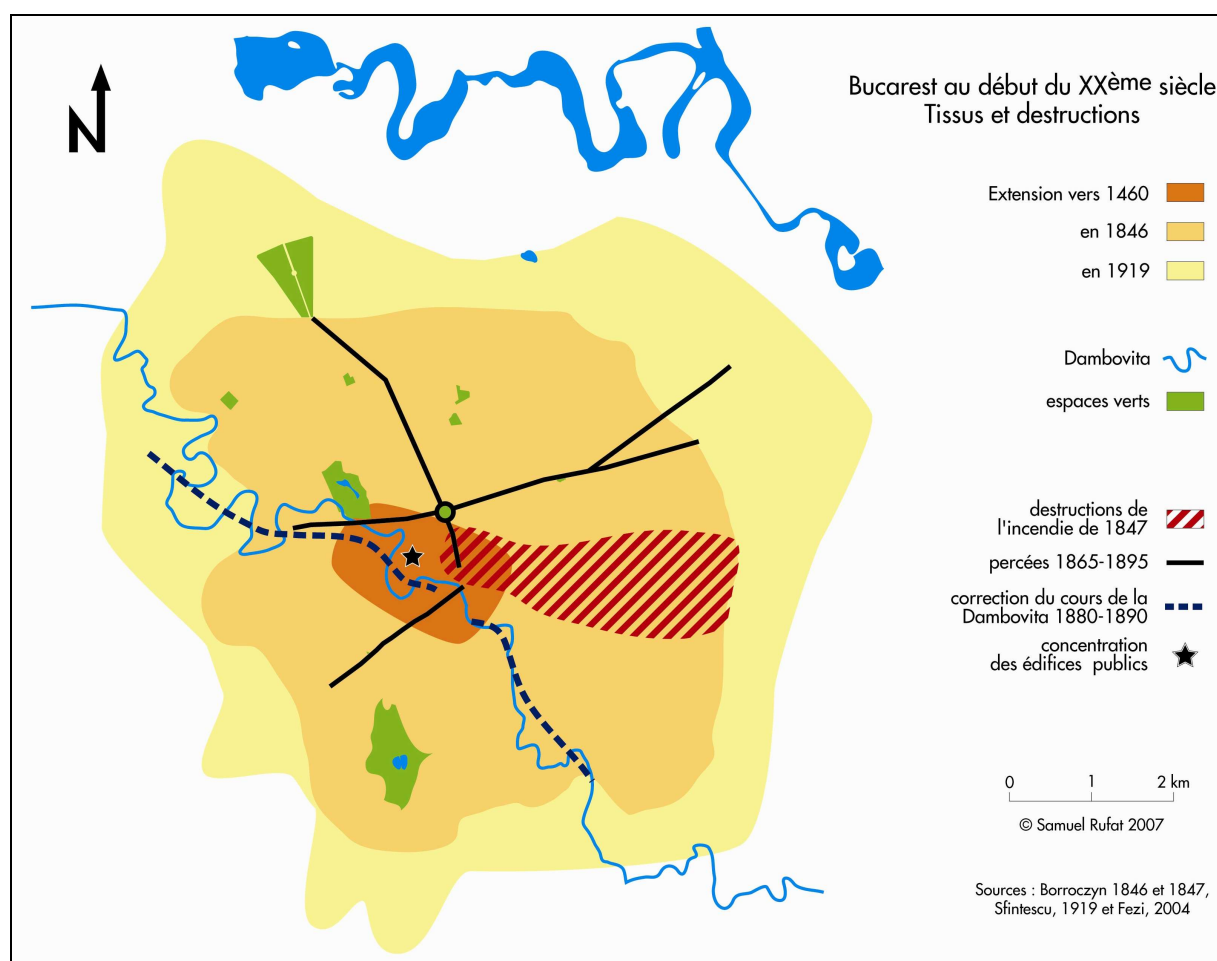 N
Bucarest au début du XXème siècle
Tissus et destructions
Extension vers 1460
en 1846
en 1919
Dambovita
espaces verts
destructions de
l'incendie de 1847
percées 1865-1895
correction du cours de la
Dambovita 1880-1890
concentration
des édifices publics
0 1 2 km
© Samuel Rufat 2007
Sources : Borroczyn 1846 et 1847,
Sfintescu, 1919 et Fezi, 2004